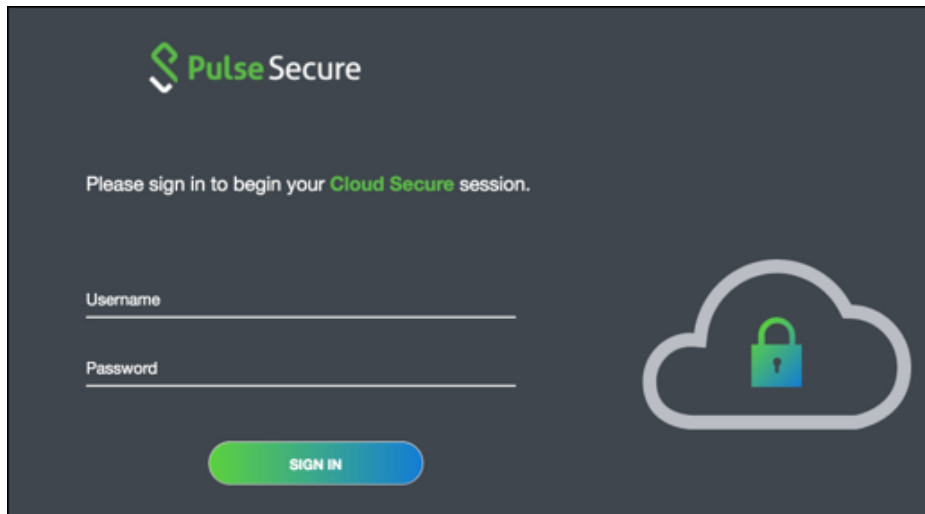 Pulse Secure
Please sign in to begin your Cloud Secure session.
Username
Password
SIGN IN